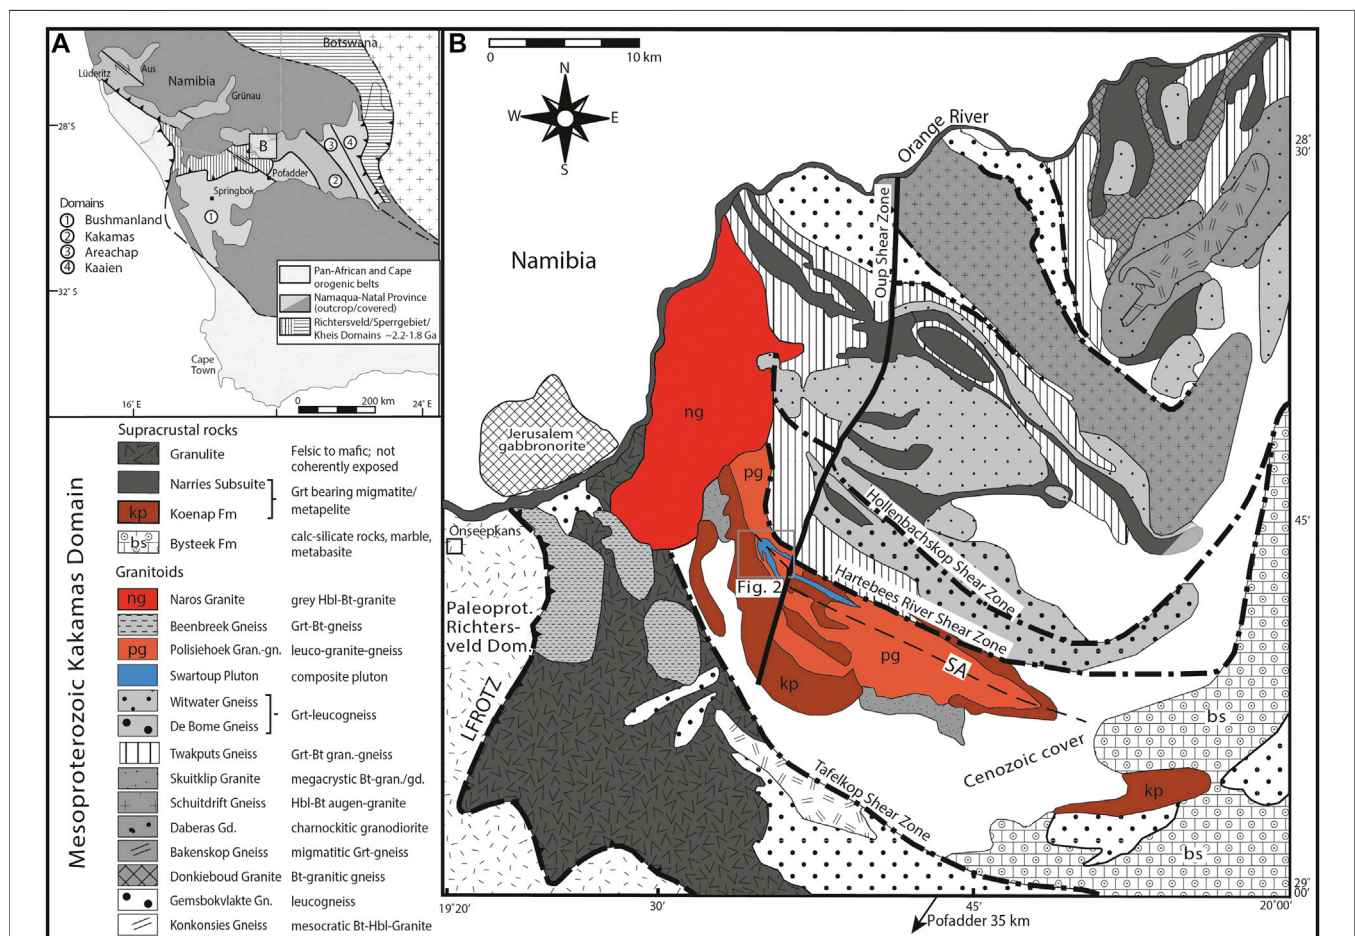 A
Botswana
Lüderitz
Aus
Namibia
Grünau
28°S
B
3
4
Pofadder
2
Springbok
1
Domains
1 Bushmanland
2 Kakamas
3 Areachap
4 Kaaien
32° S
Pan-African and Cape
orogenic belts
Namaqua-Natal Province
(outcrop/covered)
Richtersveld/Sperrgebiet/
Kheis Domains ~2.2-1.8 Ga
Cape
Town
0 200 km
16° E
24° E
Mesoproterozoic Kakamas Domain
Supracrustal rocks
Granulite Felsic to mafic; not
coherently exposed
Narries Subsuite
Grt bearing migmatite/
metapelite
kp Koenap Fm
bs Bysteek Fm calc-silicate rocks, marble,
metabasite
Granitoids
ng Naros Granite grey Hbl-Bt-granite
Beenbreek Gneiss Grt-Bt-gneiss
pg Polisiehoek Gran.-gn. leuco-granite-gneiss
Swartoup Pluton composite pluton
Witwater Gneiss
Grt-leucogneiss
De Bome Gneiss
Twakputs Gneiss Grt-Bt gran.-gneiss
Skuitklip Granite megacrystic Bt-gran./gd.
Schuitdrift Gneiss Hbl-Bt augen-granite
Daberas Gd. charnockitic granodiorite
Bakenskop Gneiss migmatitic Grt-gneiss
Donkieboud Granite Bt-granitic gneiss
Gemsbokvlakte Gn. leucogneiss
Konkonsies Gneiss mesocratic Bt-Hbl-Granite
B
0 10 km
N
W E
S
Orange River
28°
30'
Oup Shear Zone
Namibia
ng
Jerusalem
gabbronorite
pg
Hollenbachskop Shear Zone
45'
Onseepkans
Fig. 2
Hartebees River Shear Zone
Paleoprot.
Richters-
veld Dom.
pg
SA
kp
LFROTZ
bs
Cenozoic cover
kp
Tafelkop Shear Zone
bs
29°
00'
19°20'
30'
45'
20°00'
Pofadder 35 km